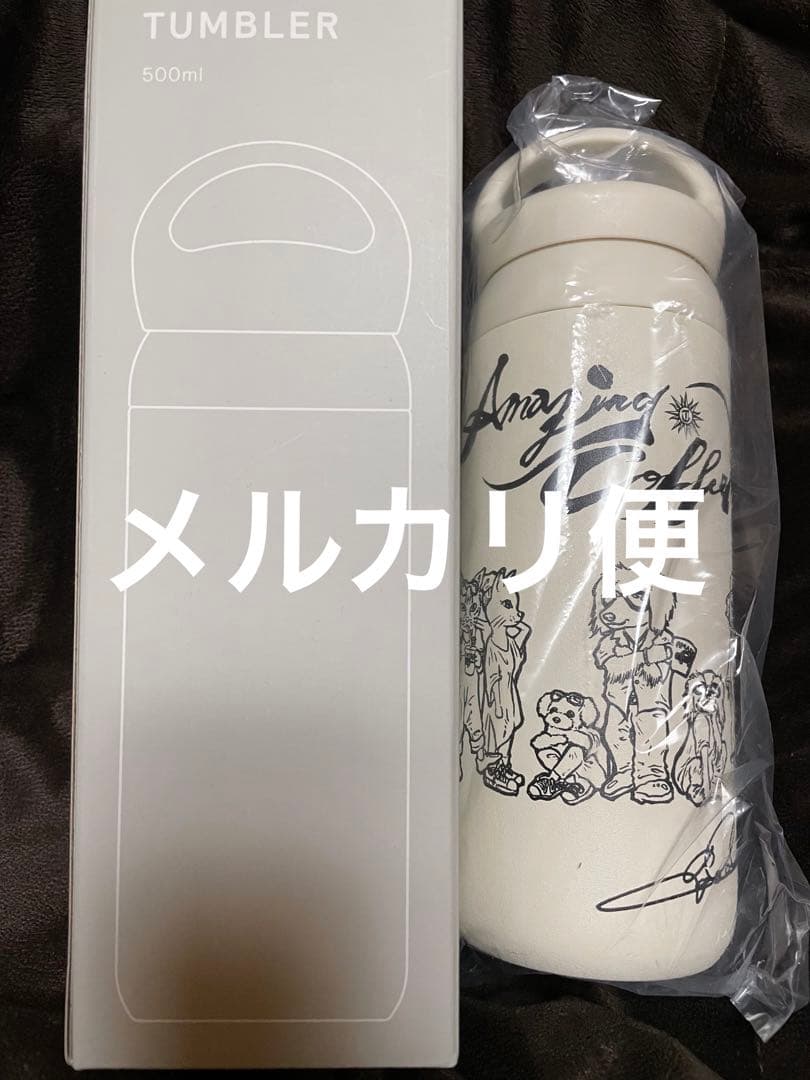 TUMBLER
500ml
Amazing
Coffee
メルカリ便